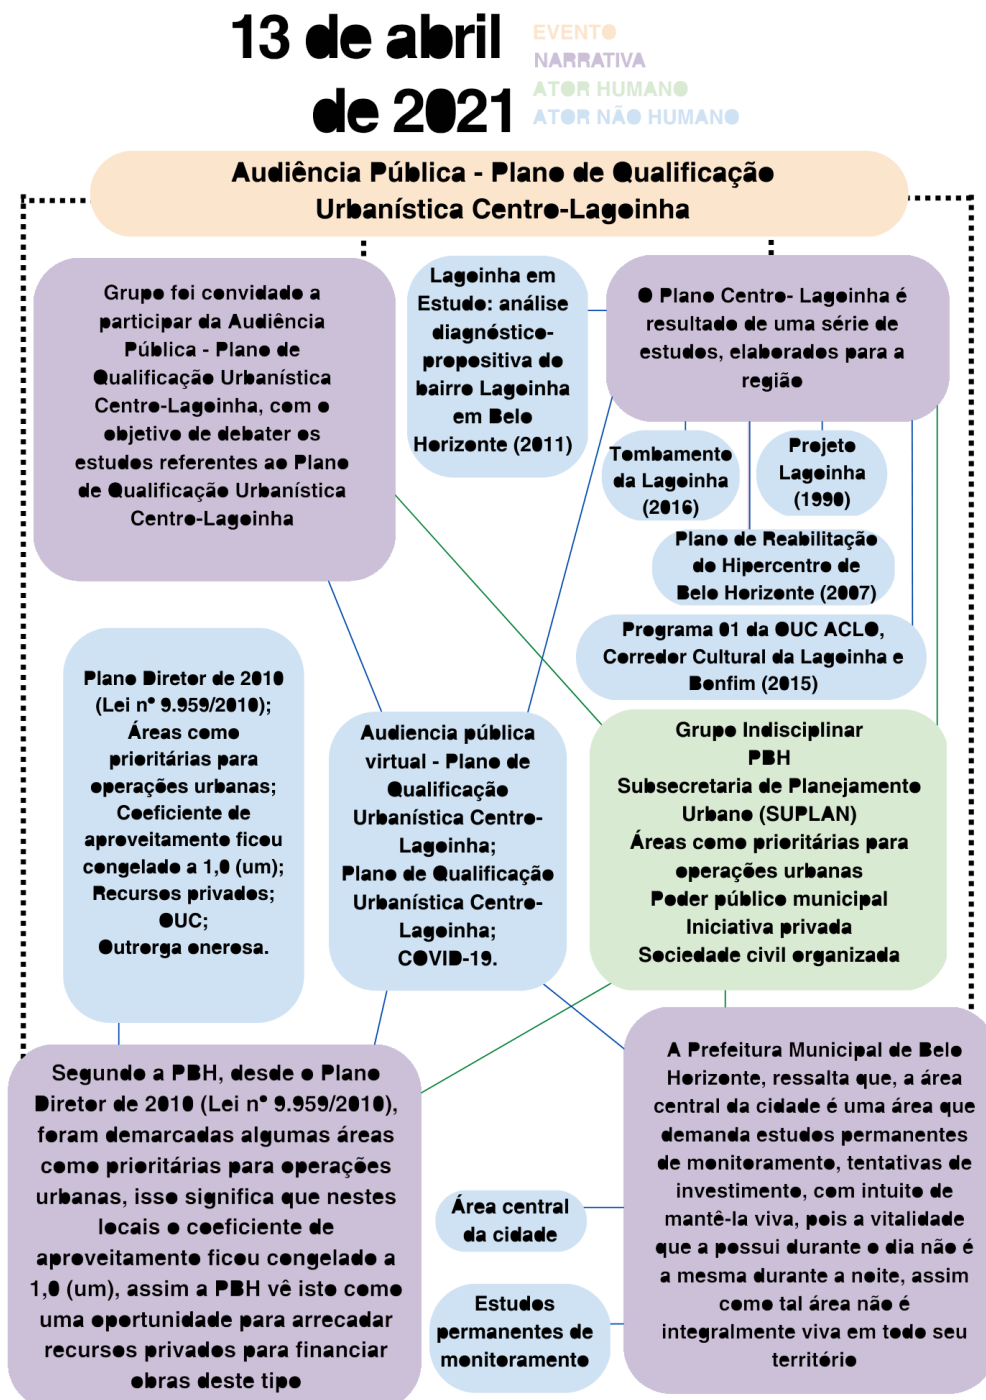 13 de abril
de 2021
EVENTO
NARRATIVA
ATOR HUMANO
ATOR NÃO HUMANO
Audiência Pública - Plano de Qualificação
Urbanística Centro-Lagoinha
Grupo foi convidado a
participar da Audiência
Pública - Plano de
Qualificação Urbanística
Centro-Lagoinha, com o
objetivo de debater os
estudos referentes ao Plano
de Qualificação Urbanística
Centro-Lagoinha
Lagoinha em
Estudo: análise
diagnóstico-
propositiva do
bairro Lagoinha
em Belo
Horizonte (2011)
O Plano Centro- Lagoinha é
resultado de uma série de
estudos, elaborados para a
região
Tombamento
da Lagoinha
(2016)
Projeto
Lagoinha
(1990)
Plano de Reabilitação
do Hipercentro de
Belo Horizonte (2007)
Programa 01 da OUC ACLO,
Corredor Cultural da Lagoinha e
Bonfim (2015)
Plano Diretor de 2010
(Lei n° 9.959/2010);
Áreas como
prioritárias para
operações urbanas;
Coeficiente de
aproveitamento ficou
congelado a 1,0 (um);
Recursos privados;
OUC;
Outrorga onerosa.
Audiencia pública
virtual - Plano de
Qualificação
Urbanística Centro-
Lagoinha;
Plano de Qualificação
Urbanística Centro-
Lagoinha;
COVID-19.
Grupo Indisciplinar
PBH
Subsecretaria de Planejamento
Urbano (SUPLAN)
Áreas como prioritárias para
operações urbanas
Poder público municipal
Iniciativa privada
Sociedade civil organizada
Segundo a PBH, desde o Plano
Diretor de 2010 (Lei n° 9.959/2010),
foram demarcadas algumas áreas
como prioritárias para operações
urbanas, isso significa que nestes
locais o coeficiente de
aproveitamento ficou congelado a
1,0 (um), assim a PBH vê isto como
uma oportunidade para arrecadar
recursos privados para financiar
obras deste tipo
Área central
da cidade
Estudos
permanentes de
monitoramento
A Prefeitura Municipal de Belo
Horizonte, ressalta que, a área
central da cidade é uma área que
demanda estudos permanentes
de monitoramento, tentativas de
investimento, com intuito de
mantê-la viva, pois a vitalidade
que a possui durante o dia não é
a mesma durante a noite, assim
como tal área não é
integralmente viva em todo seu
território